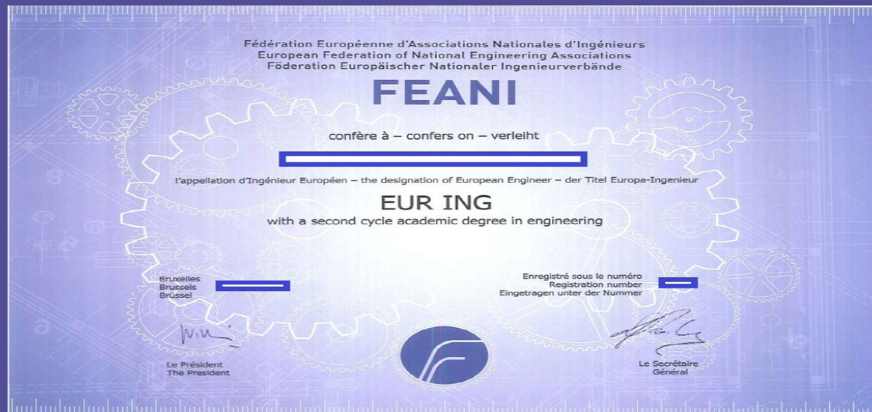 Fédération Européenne d'Associations Nationales d'Ingénieurs
European Federation of National Engineering Associations
Föderation Europäischer Nationaler Ingenieurverbände
FEANI
confère à – confers on – verleiht
l'appellation d'Ingénieur Européen – the designation of European Engineer – der Titel Europa-Ingenieur
EUR ING
with a second cycle academic degree in engineering
Bruxelles
Brussels
Brüssel
Enregistré sous le numéro
Registration number
Eingetragen unter der Nummer
Le Président
The President
Le Secrétaire
Général